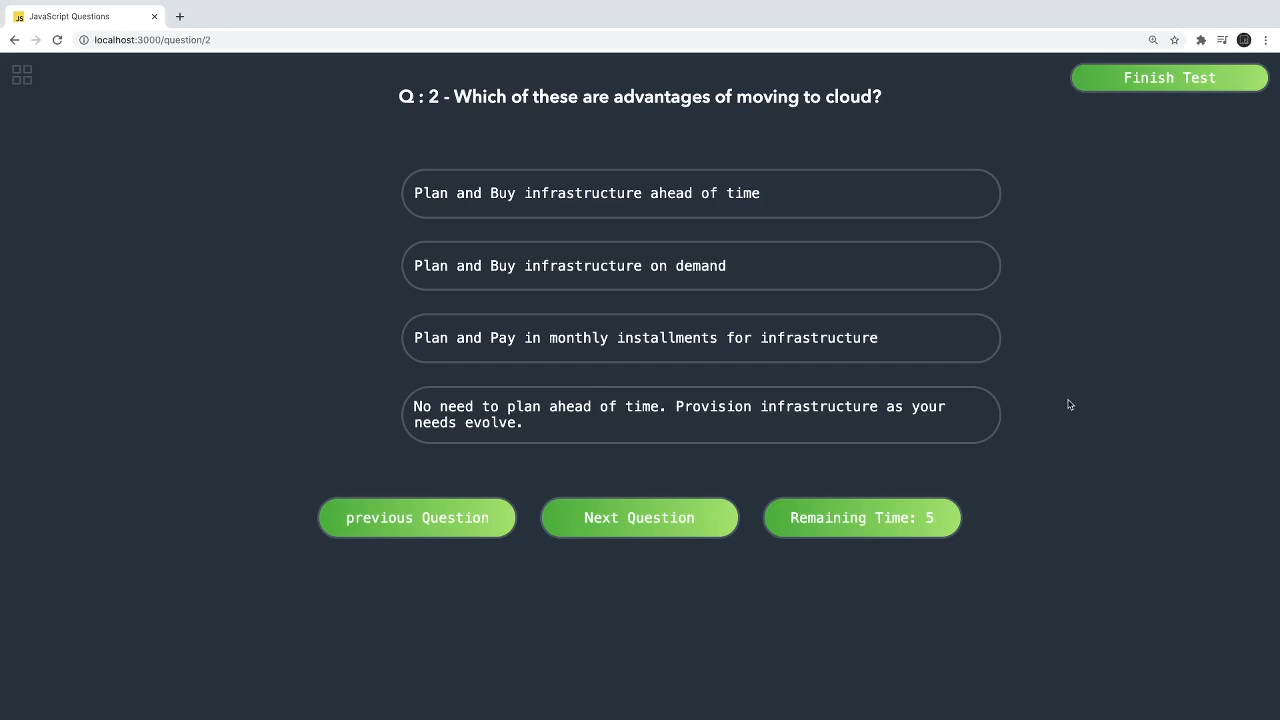 JavaScript Questions
localhost:3000/question/2
Finish Test
Q : 2 - Which of these are advantages of moving to cloud?
Plan and Buy infrastructure ahead of time
Plan and Buy infrastructure on demand
Plan and Pay in monthly installments for infrastructure
No need to plan ahead of time. Provision infrastructure as your
needs evolve.
previous Question
Next Question
Remaining Time: 5